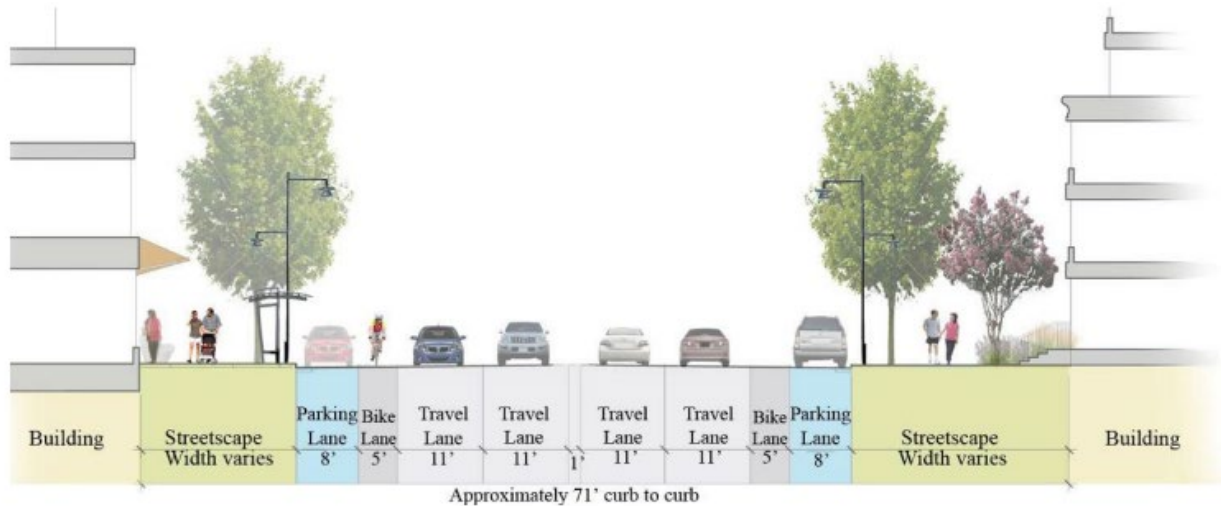 Building
Streetscape
Width varies
Parking
Lane
8'
Bike
Lane
5'
Travel
Lane
11'
Travel
Lane
11'
1'
Travel
Lane
11'
Travel
Lane
11'
Bike
Lane
5'
Parking
Lane
8'
Streetscape
Width varies
Building
Approximately 71' curb to curb